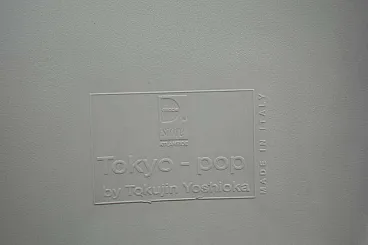 Tokyo - pop
by Tokujin Yoshioka
MADE IN ITALY